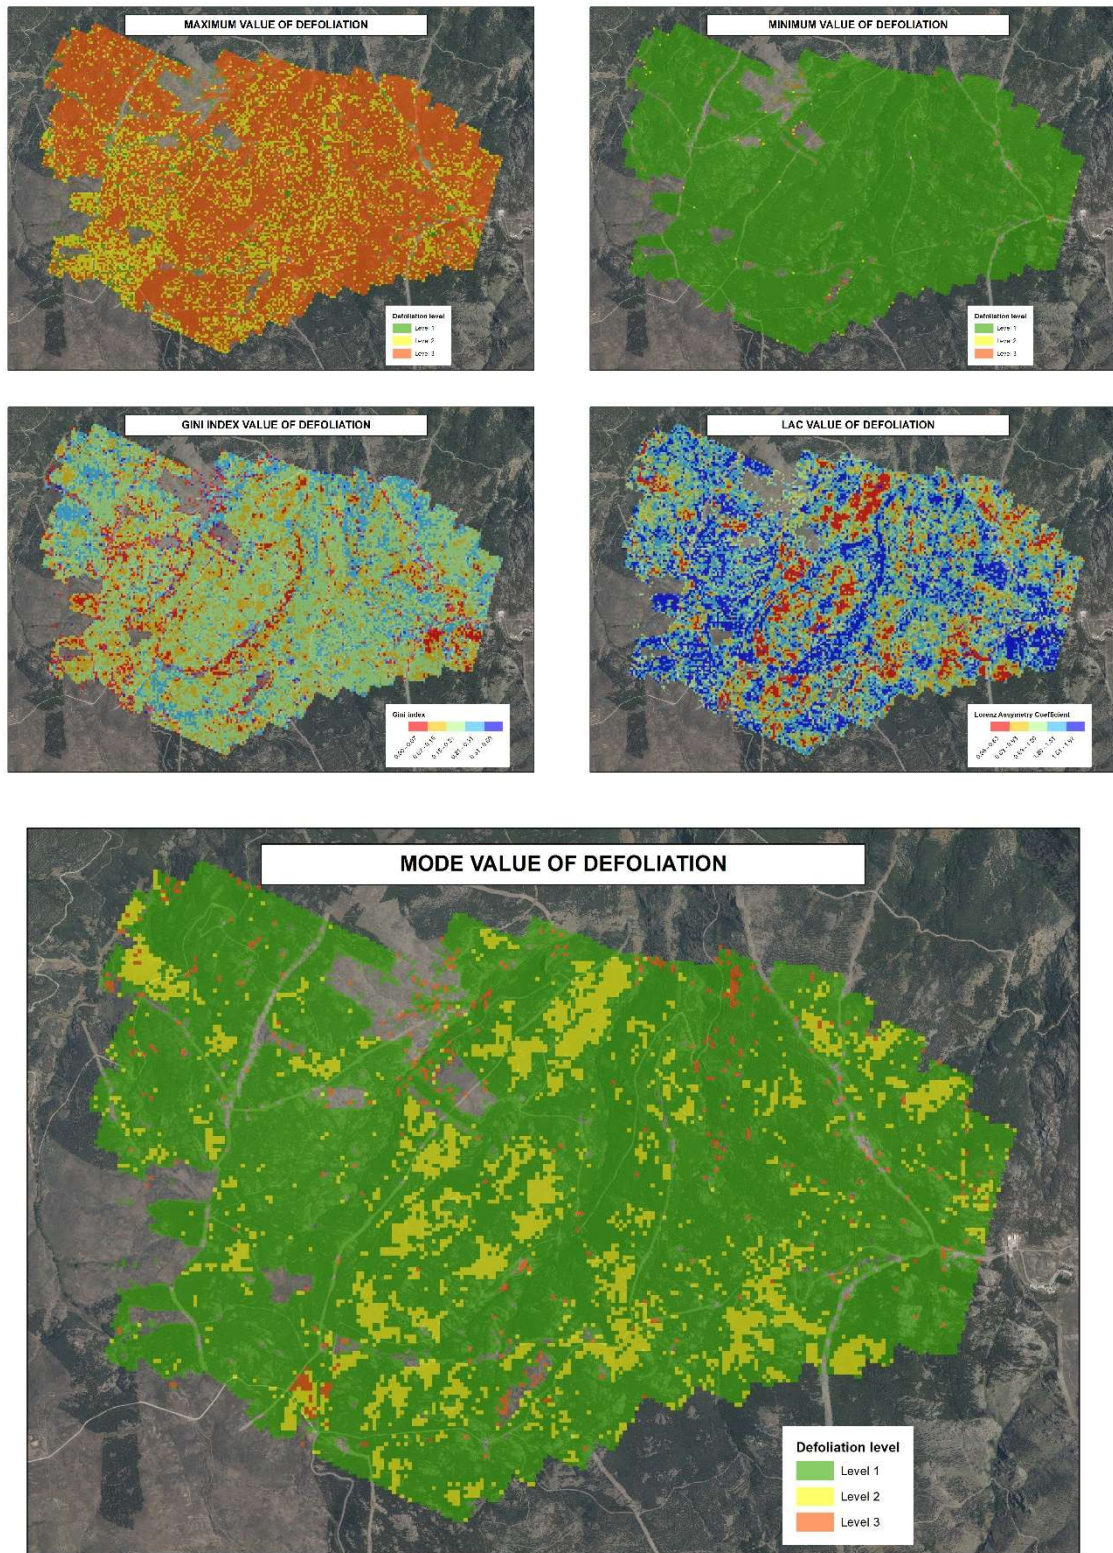 MAXIMUM VALUE OF DEFOLIATION
MINIMUM VALUE OF DEFOLIATION
Defoliation level
Level 1
Level 2
Level 3
Defoliation level
Level 1
Level 2
Level 3
GINI INDEX VALUE OF DEFOLIATION
LAC VALUE OF DEFOLIATION
Gini index
Lorenz Assymetry Coefficient
MODE VALUE OF DEFOLIATION
Defoliation level
Level 1
Level 2
Level 3